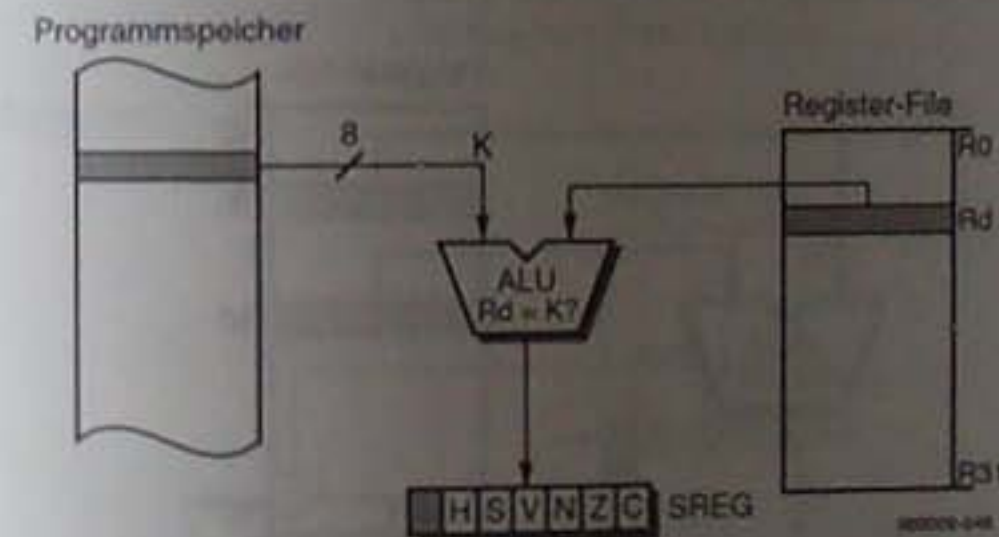 Programmspeicher
Register-File
8
K
R0
Rd
ALU
Rd = K?
H S V N Z C SREG